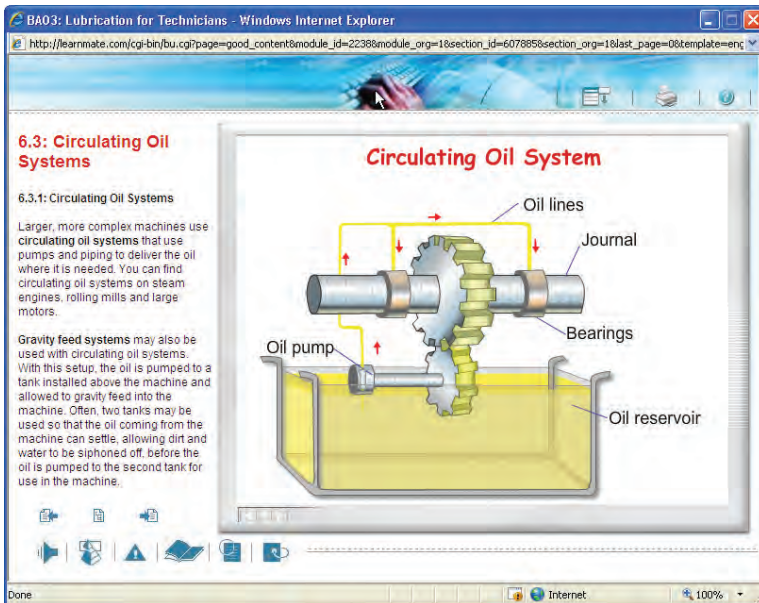 BA03: Lubrication for Technicians - Windows Internet Explorer
http://learnmate.com/cgi-bin/bu.cgi?page=good_content&module_id=2238&module_org=1&section_id=607885&section_org=1&last_page=0&template=eng
6.3: Circulating Oil
Systems
6.3.1: Circulating Oil Systems
Larger, more complex machines use
circulating oil systems that use
pumps and piping to deliver the oil
where it is needed. You can find
circulating oil systems on steam
engines, rolling mills and large
motors.
Gravity feed systems may also be
used with circulating oil systems.
With this setup, the oil is pumped to a
tank installed above the machine and
allowed to gravity feed into the
machine. Often, two tanks may be
used so that the oil coming from the
machine can settle, allowing dirt and
water to be siphoned off, before the
oil is pumped to the second tank for
use in the machine.
Circulating Oil System
Oil lines
Journal
Bearings
Oil pump
Oil reservoir
Done
Internet
100%